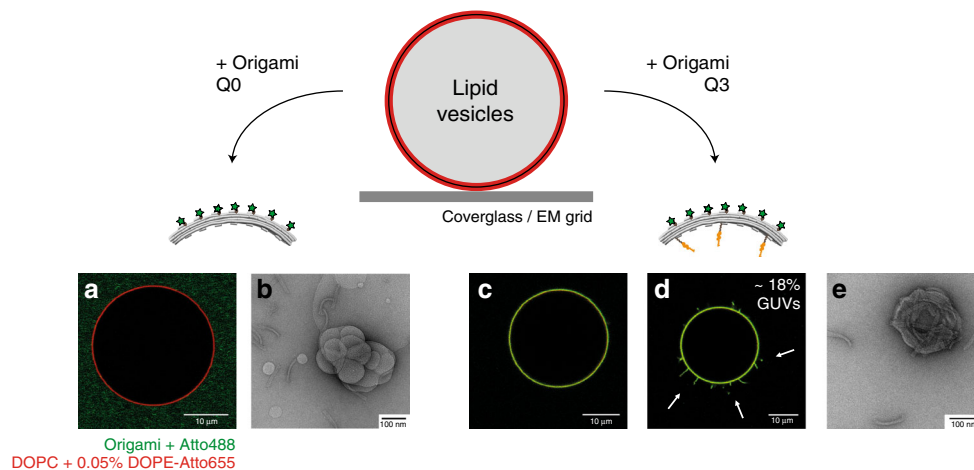 + Origami
Q0
Lipid
vesicles
+ Origami
Q3
Coverglass / EM grid
a
10 µm
b
100 nm
c
10 µm
d
~ 18%
GUVs
10 µm
e
100 nm
Origami + Atto488
DOPC + 0.05% DOPE-Atto655